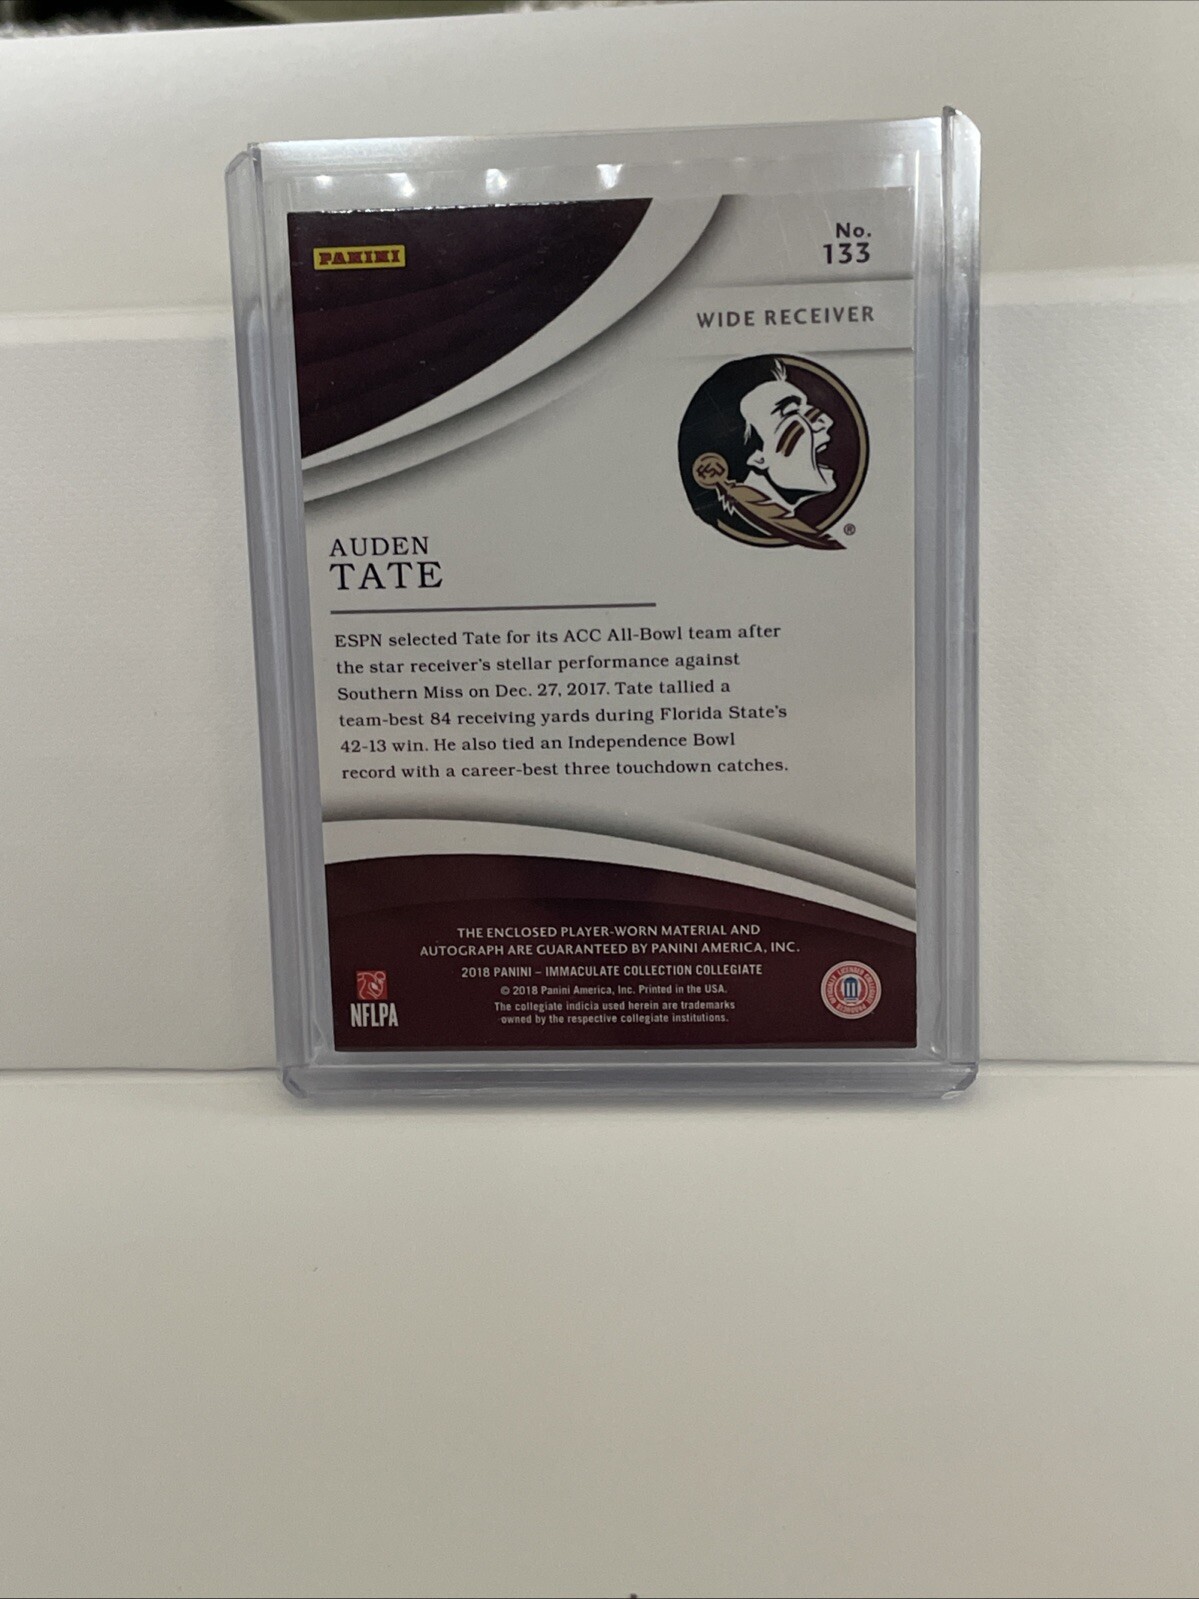 PANINI
No.
133
WIDE RECEIVER
FSU
®
AUDEN
TATE
ESPN selected Tate for its ACC All-Bowl team after
the star receiver's stellar performance against
Southern Miss on Dec. 27, 2017. Tate tallied a
team-best 84 receiving yards during Florida State's
42-13 win. He also tied an Independence Bowl
record with a career-best three touchdown catches.
THE ENCLOSED PLAYER-WORN MATERIAL AND
AUTOGRAPH ARE GUARANTEED BY PANINI AMERICA, INC.
2018 PANINI – IMMACULATE COLLECTION COLLEGIATE
© 2018 Panini America, Inc. Printed in the USA.
The collegiate indicia used herein are trademarks
owned by the respective collegiate institutions.
NFLPA
OFFICIALLY LICENSED COLLEGIATE PRODUCTS